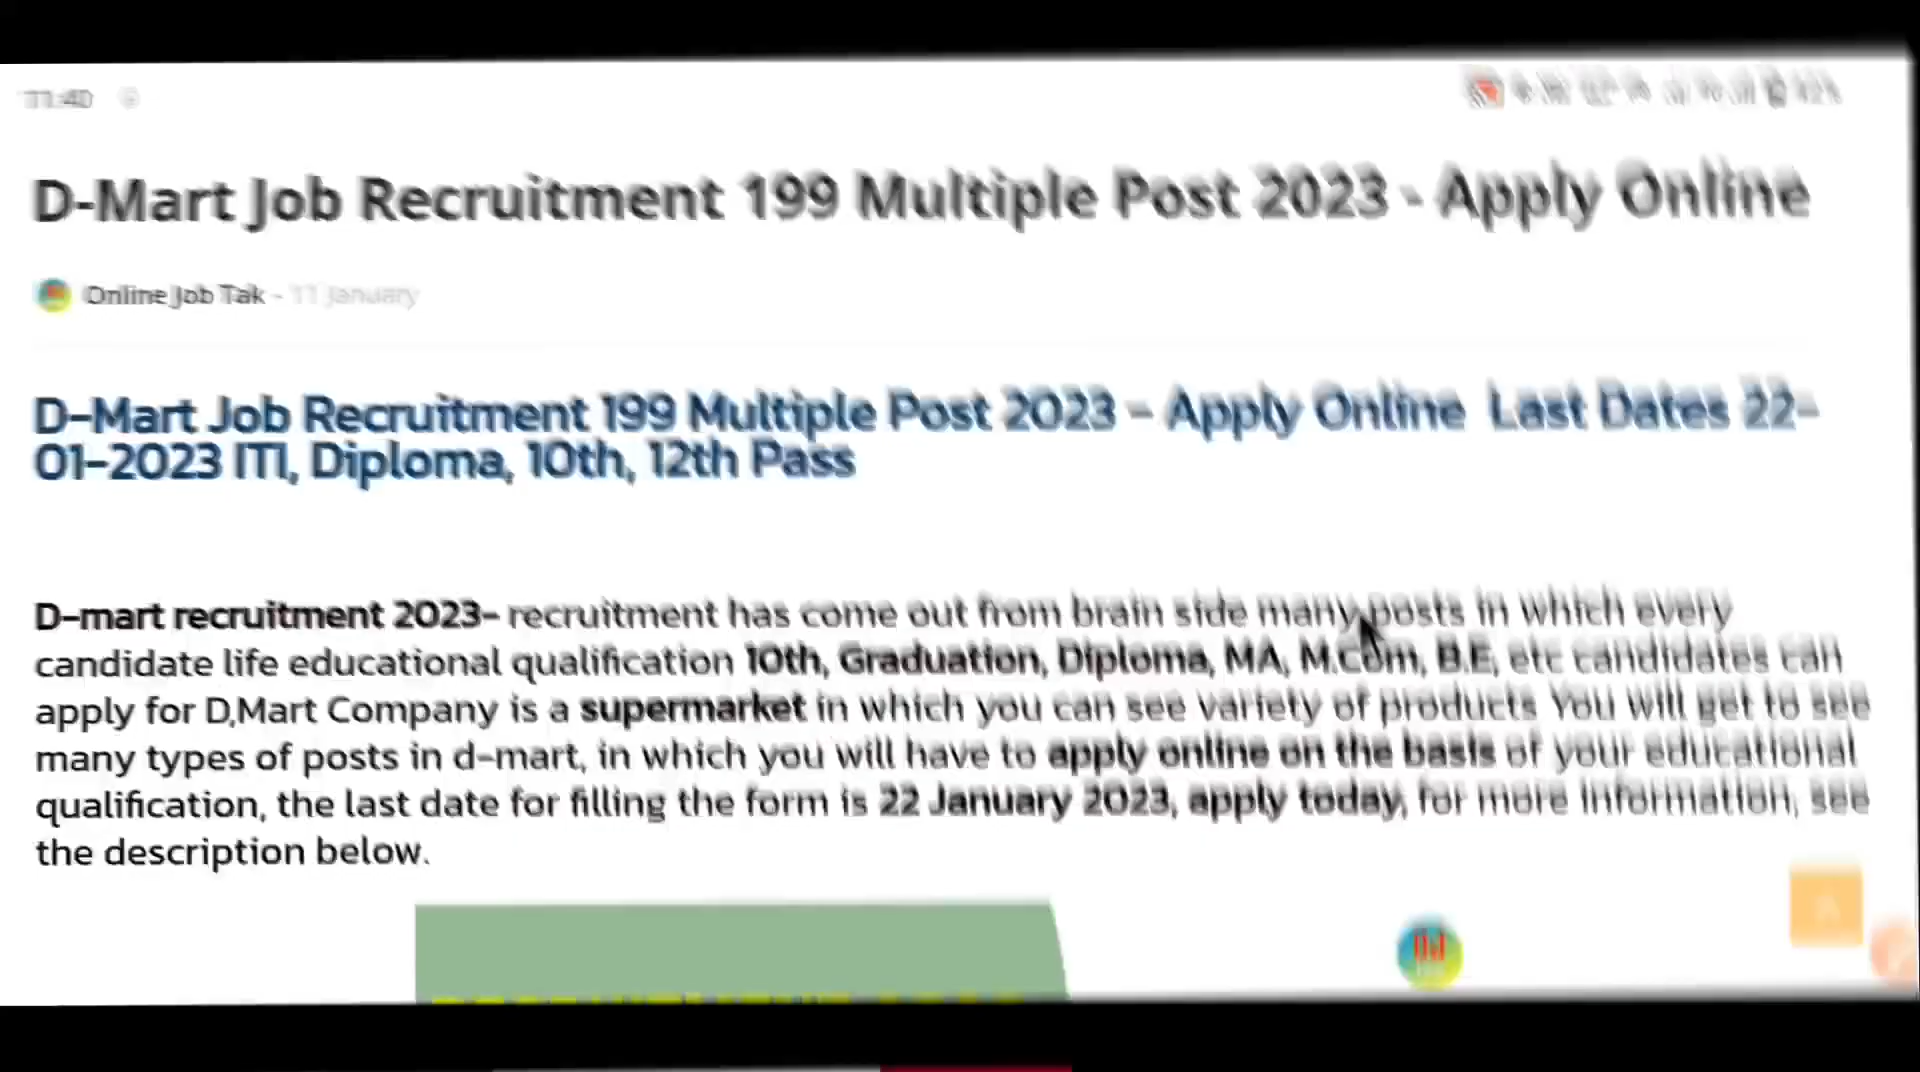 11:40
D-Mart Job Recruitment 199 Multiple Post 2023 - Apply Online
Online Job Tak - 11 January
D-Mart Job Recruitment 199 Multiple Post 2023 - Apply Online Last Dates 22-
01-2023 ITI, Diploma, 10th, 12th Pass
D-mart recruitment 2023- recruitment has come out from brain side many posts in which every
candidate life educational qualification 10th, Graduation, Diploma, MA, M.Com, B.E, etc candidates can
apply for D,Mart Company is a supermarket in which you can see variety of products You will get to see
many types of posts in d-mart, in which you will have to apply online on the basis of your educational
qualification, the last date for filling the form is 22 January 2023, apply today, for more information, see
the description below.